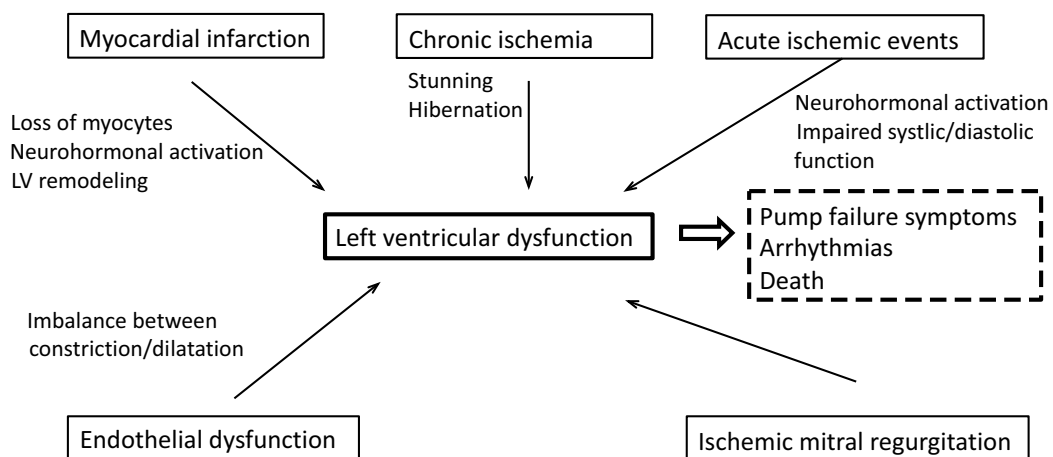 Myocardial infarction
Chronic ischemia
Acute ischemic events
Stunning
Hibernation
Loss of myocytes
Neurohormonal activation
LV remodeling
Neurohormonal activation
Impaired systlic/diastolic
function
Left ventricular dysfunction
Pump failure symptoms
Arrhythmias
Death
Imbalance between
constriction/dilatation
Endothelial dysfunction
Ischemic mitral regurgitation